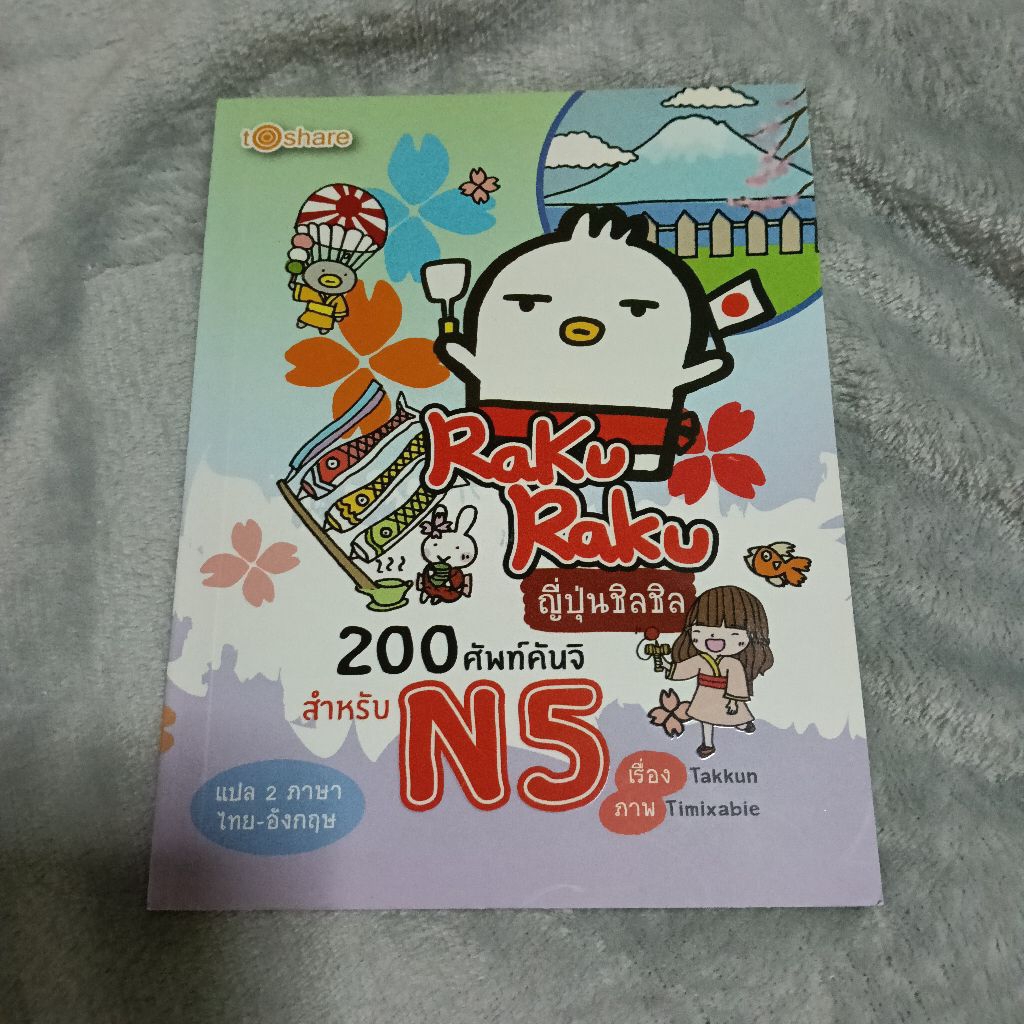 toshare
Raku
Raku
ญี่ปุ่นชิลชิล
200 ศัพท์คันจิ
สำหรับ N5
เรื่อง Takkun
ภาพ Timixabie
แปล 2 ภาษา
ไทย-อังกฤษ